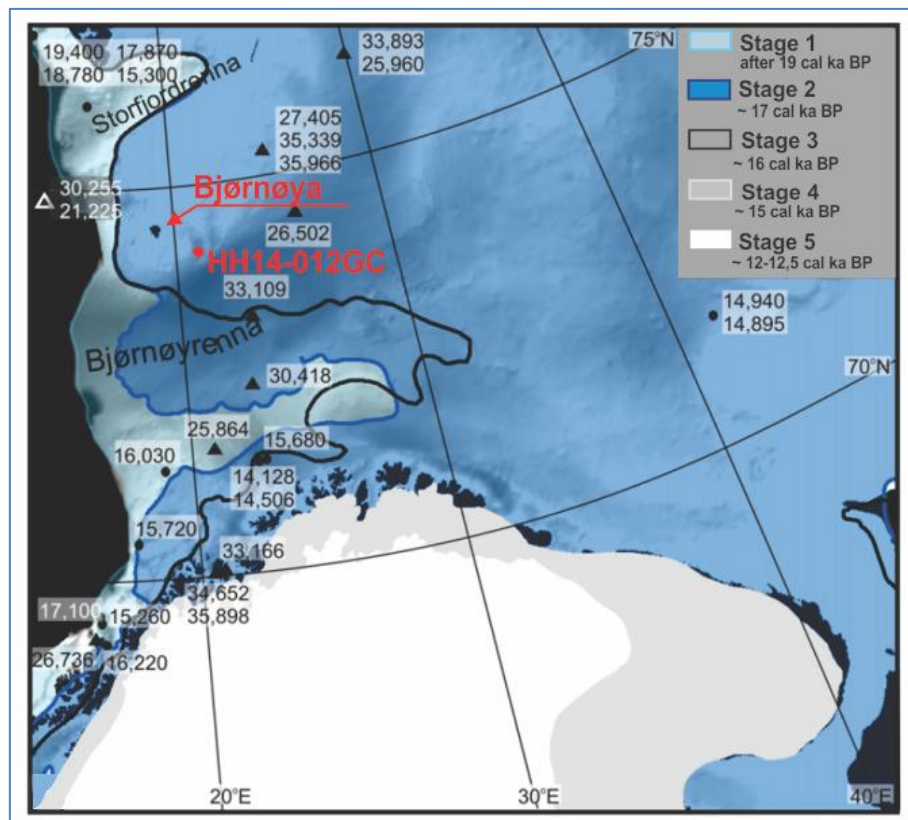 19,400 17,870
18,780 15,300
Storfjordrenna
33,893
25,960
75°N
Stage 1
after 19 cal ka BP
Stage 2
~ 17 cal ka BP
Stage 3
~ 16 cal ka BP
Stage 4
~ 15 cal ka BP
Stage 5
~ 12-12,5 cal ka BP
27,405
35,339
35,966
30,255
21,225
Bjørnøya
26,502
HH14-012GC
33,109
14,940
14,895
Bjørnøyrenna
30,418
70°N
25,864
15,680
16,030
14,128
14,506
15,720
33,166
34,652
35,898
17,100
15,260
26,736
16,220
20°E
30°E
40°E